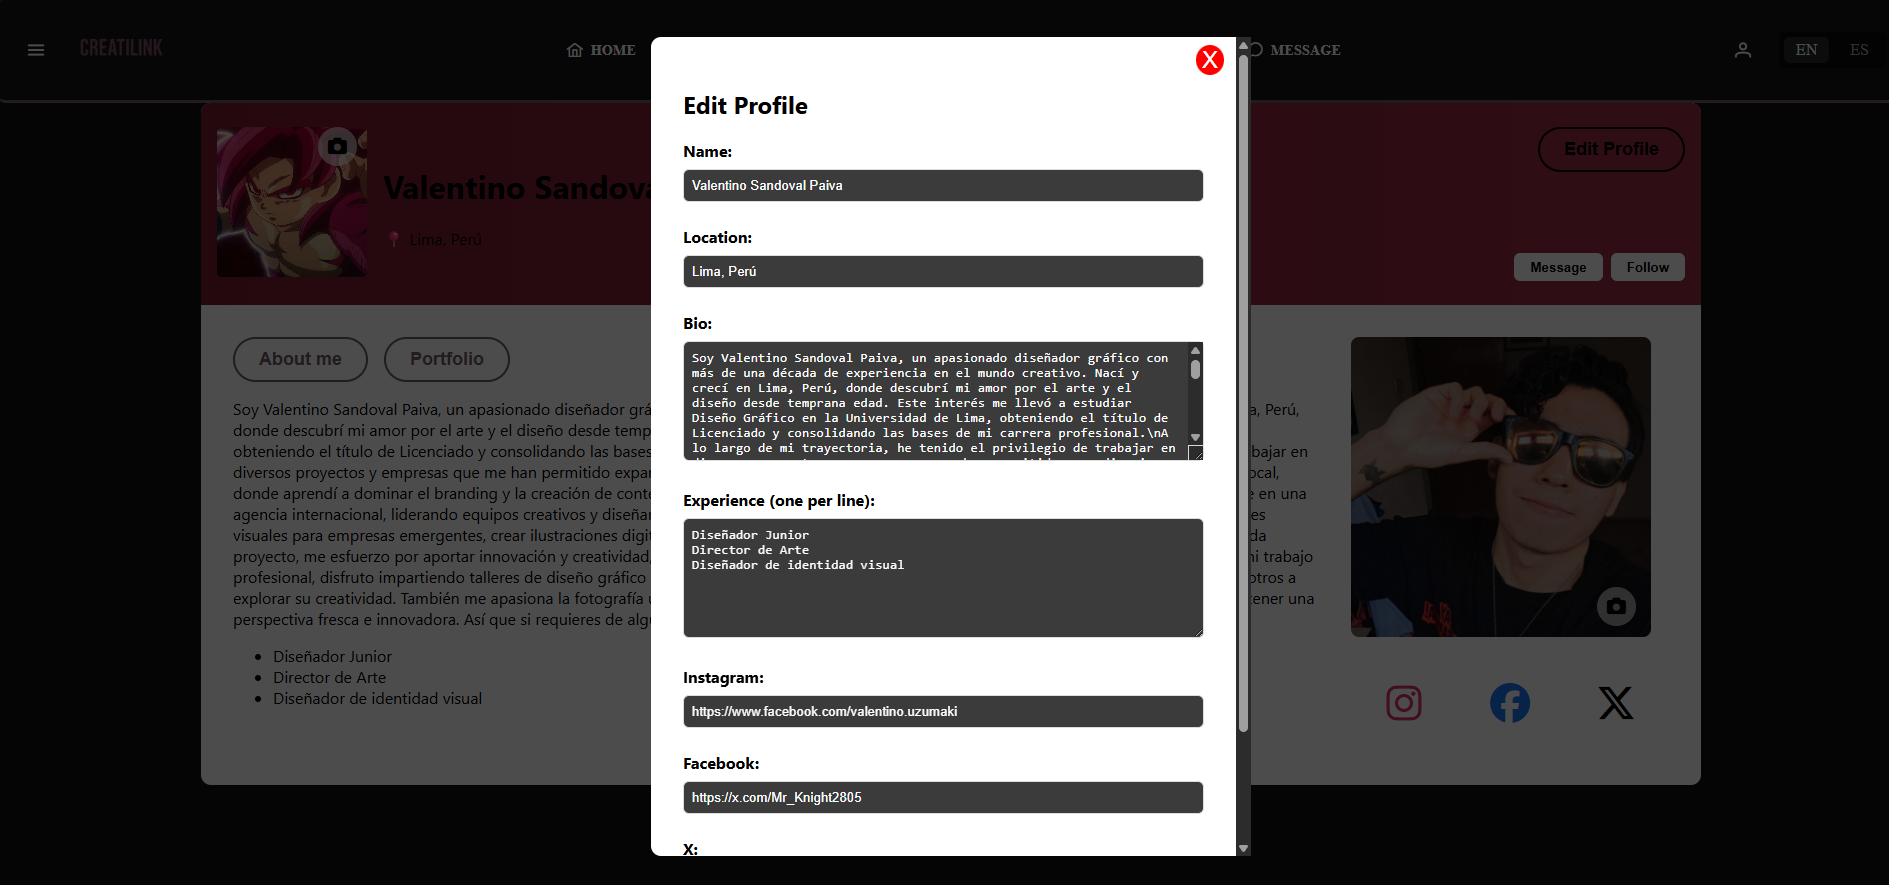 CREATILINK
HOME
MESSAGE
EN
ES
Valentino Sandova
Lima, Perú
Edit Profile
Message
Follow
About me
Portfolio
Soy Valentino Sandoval Paiva, un apasionado diseñador grá
donde descubrí mi amor por el arte y el diseño desde temp
obteniendo el título de Licenciado y consolidando las bases
diversos proyectos y empresas que me han permitido expa
donde aprendí a dominar el branding y la creación de conte
agencia internacional, liderando equipos creativos y diseñar
visuales para empresas emergentes, crear ilustraciones digit
proyecto, me esfuerzo por aportar innovación y creatividad,
profesional, disfruto impartiendo talleres de diseño gráfico
explorar su creatividad. También me apasiona la fotografía
perspectiva fresca e innovadora. Así que si requieres de algu
a, Perú,
bajar en
ocal,
e en una
es
da
ni trabajo
otros a
tener una
Diseñador Junior
Director de Arte
Diseñador de identidad visual
X
Edit Profile
Name:
Valentino Sandoval Paiva
Location:
Lima, Perú
Bio:
Soy Valentino Sandoval Paiva, un apasionado diseñador gráfico con
más de una década de experiencia en el mundo creativo. Nací y
crecí en Lima, Perú, donde descubrí mi amor por el arte y el
diseño desde temprana edad. Este interés me llevó a estudiar
Diseño Gráfico en la Universidad de Lima, obteniendo el título de
Licenciado y consolidando las bases de mi carrera profesional.\nA
lo largo de mi trayectoria, he tenido el privilegio de trabajar en
Experience (one per line):
Diseñador Junior
Director de Arte
Diseñador de identidad visual
Instagram:
https://www.facebook.com/valentino.uzumaki
Facebook:
https://x.com/Mr_Knight2805
X: